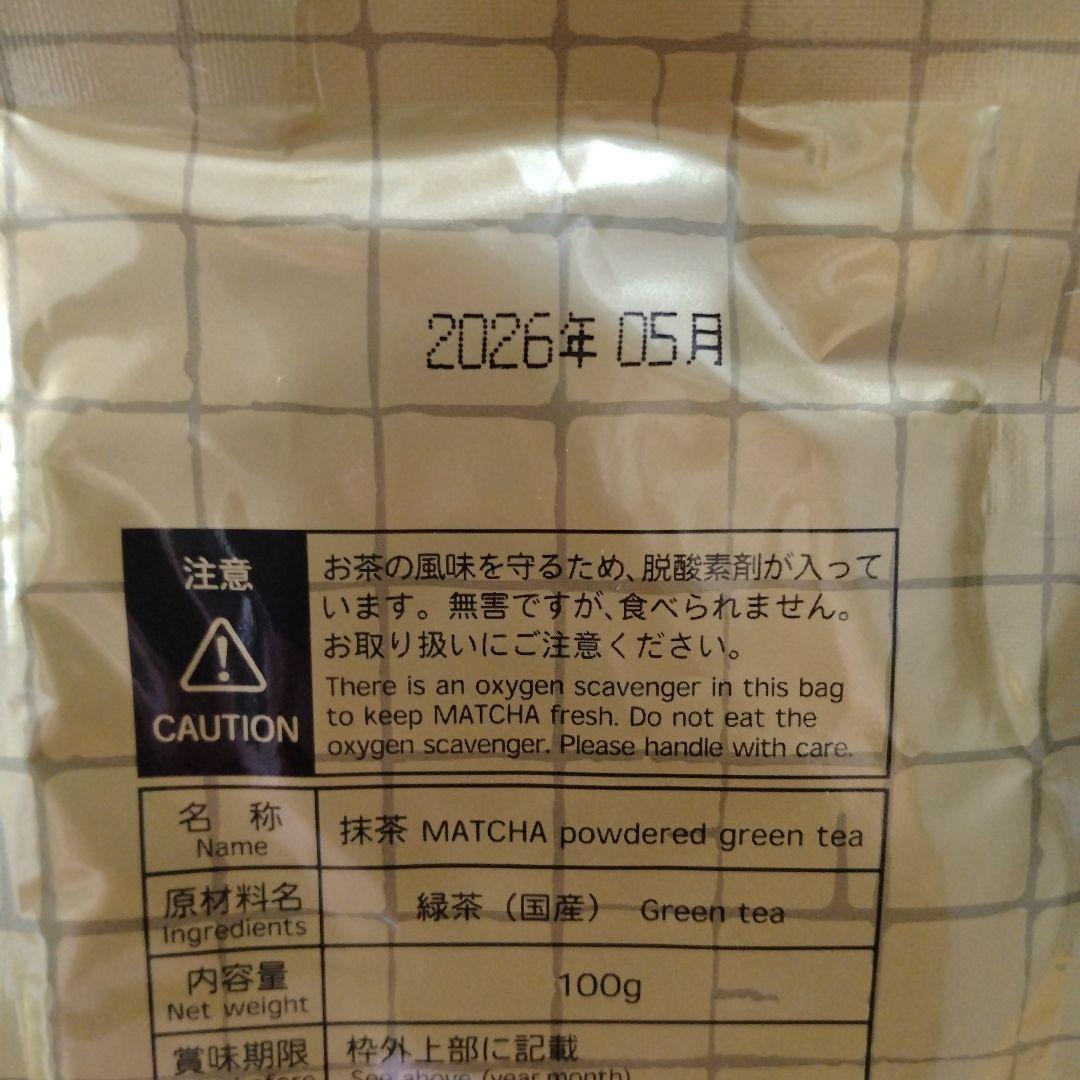 2026年 05月
注意
CAUTION
お茶の風味を守るため、脱酸素剤が入って
います。無害ですが、食べられません。
お取り扱いにご注意ください。
There is an oxygen scavenger in this bag
to keep MATCHA fresh. Do not eat the
oxygen scavenger. Please handle with care.
名 称
Name
抹茶 MATCHA powdered green tea
原材料名
Ingredients
緑茶（国産） Green tea
内容量
Net weight
100g
賞味期限
before
枠外上部に記載
See above (year,month)